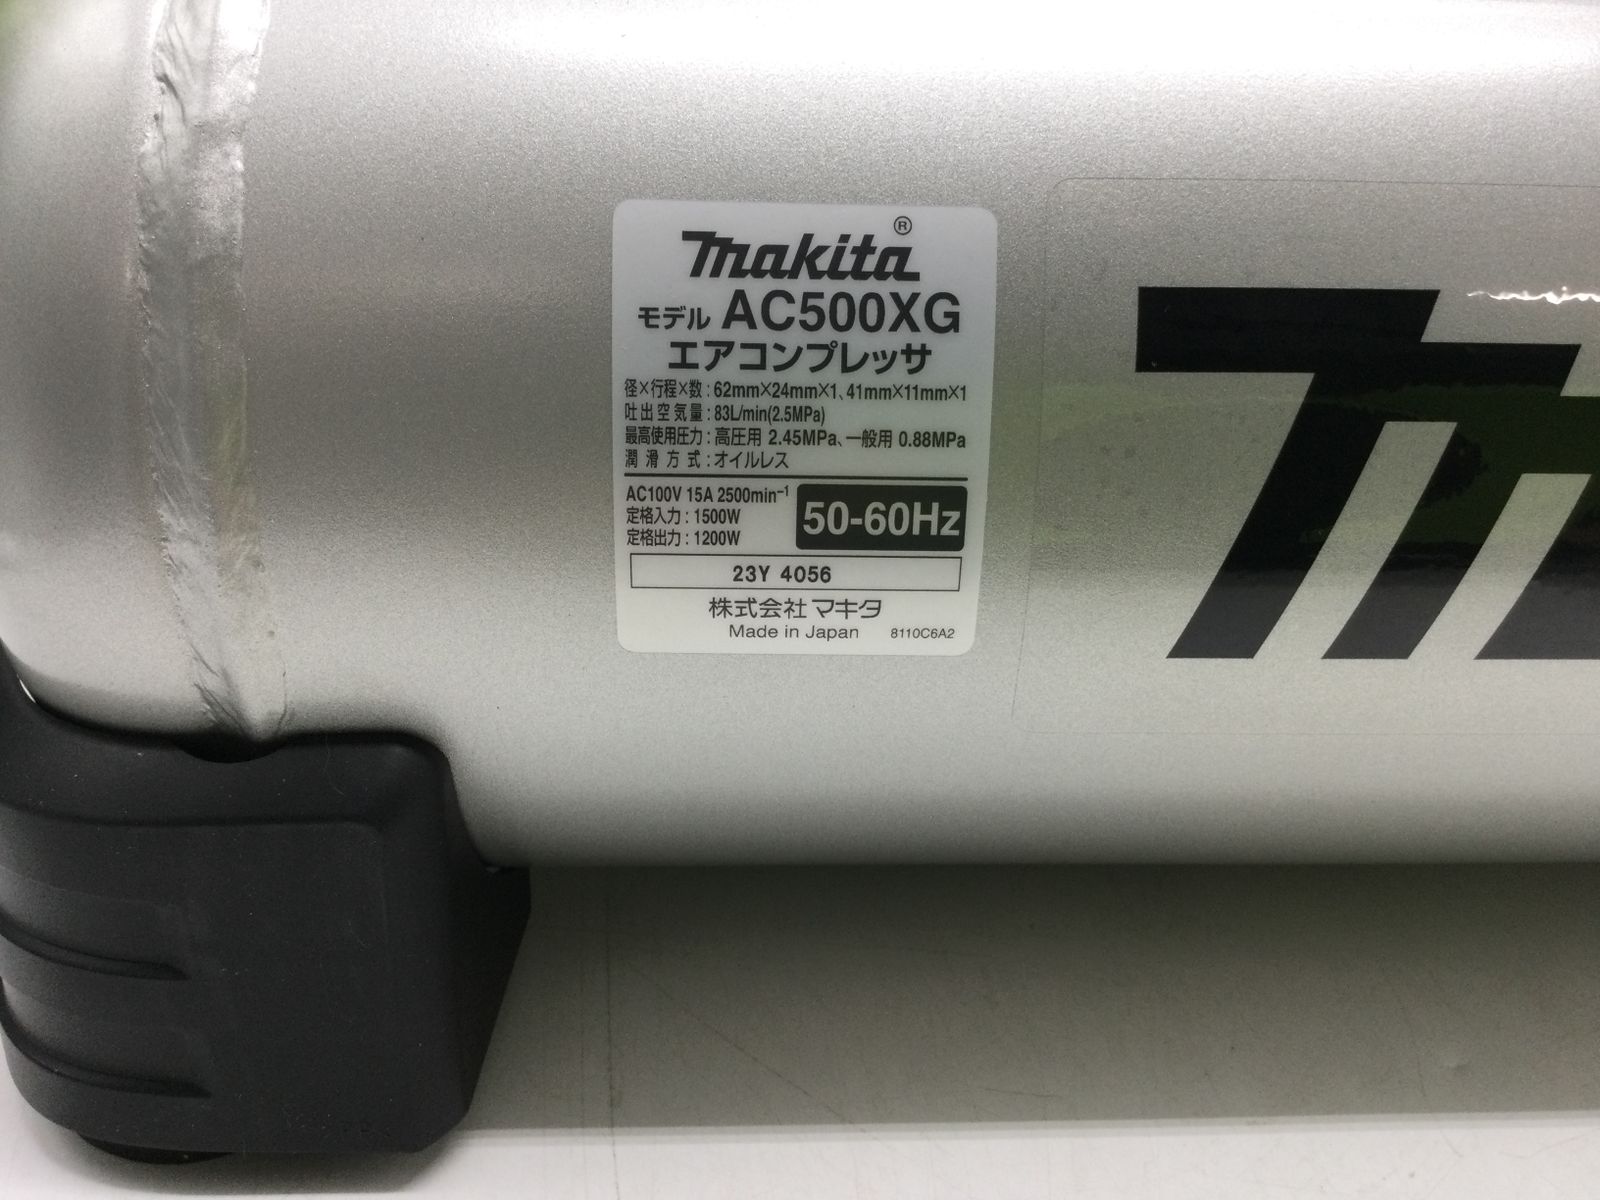 makita®
モデル AC500XG
エアコンプレッサ
径×行程×数 : 62mm×24mm×1、41mm×11mm×1
吐出空気量 : 83L/min(2.5MPa)
最高使用圧力 : 高圧用 2.45MPa、一般用 0.88MPa
潤滑方式 : オイルレス
AC100V 15A 2500min⁻¹
定格入力 : 1500W
定格出力 : 1200W
50-60Hz
23Y 4056
株式会社マキタ
Made in Japan 8110C6A2